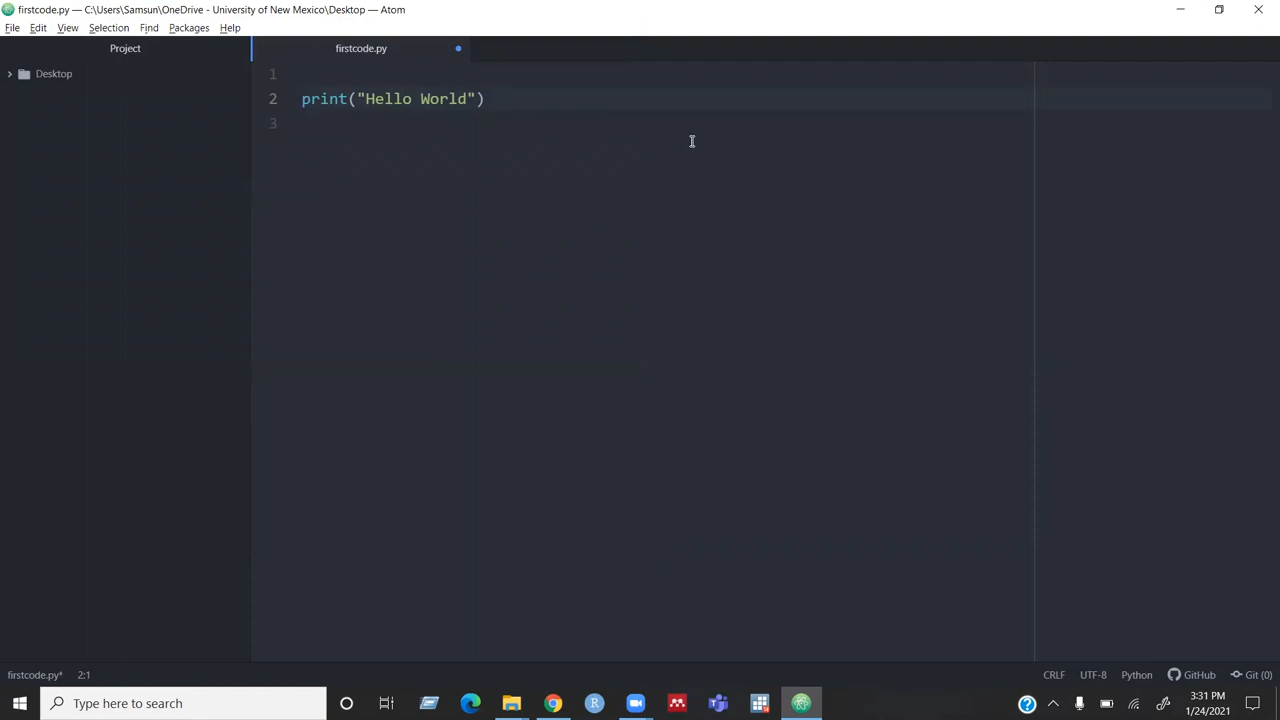 firstcode.py — C:\Users\Samsun\OneDrive - University of New Mexico\Desktop — Atom
File Edit View Selection Find Packages Help
Project
firstcode.py
Desktop
1
2 print("Hello World")
3
firstcode.py* 2:1
CRLF UTF-8 Python GitHub Git (0)
Type here to search
3:31 PM
1/24/2021